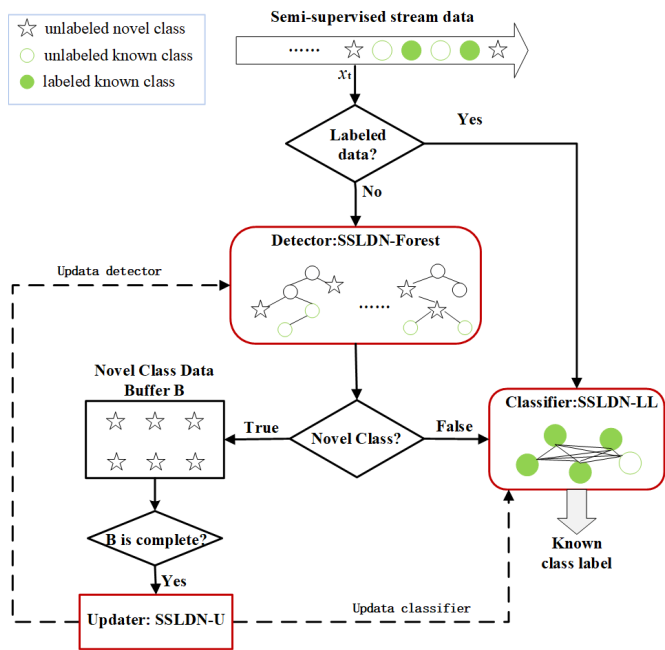 Semi-supervised stream data
unlabeled novel class
unlabeled known class
labeled known class
......
xt
Labeled
data?
Yes
No
Detector:SSLDN-Forest
......
Updata detector
Novel Class Data
Buffer B
True
Novel Class?
False
Classifier:SSLDN-LL
B is complete?
Known
class label
Yes
Updater: SSLDN-U
Updata classifier